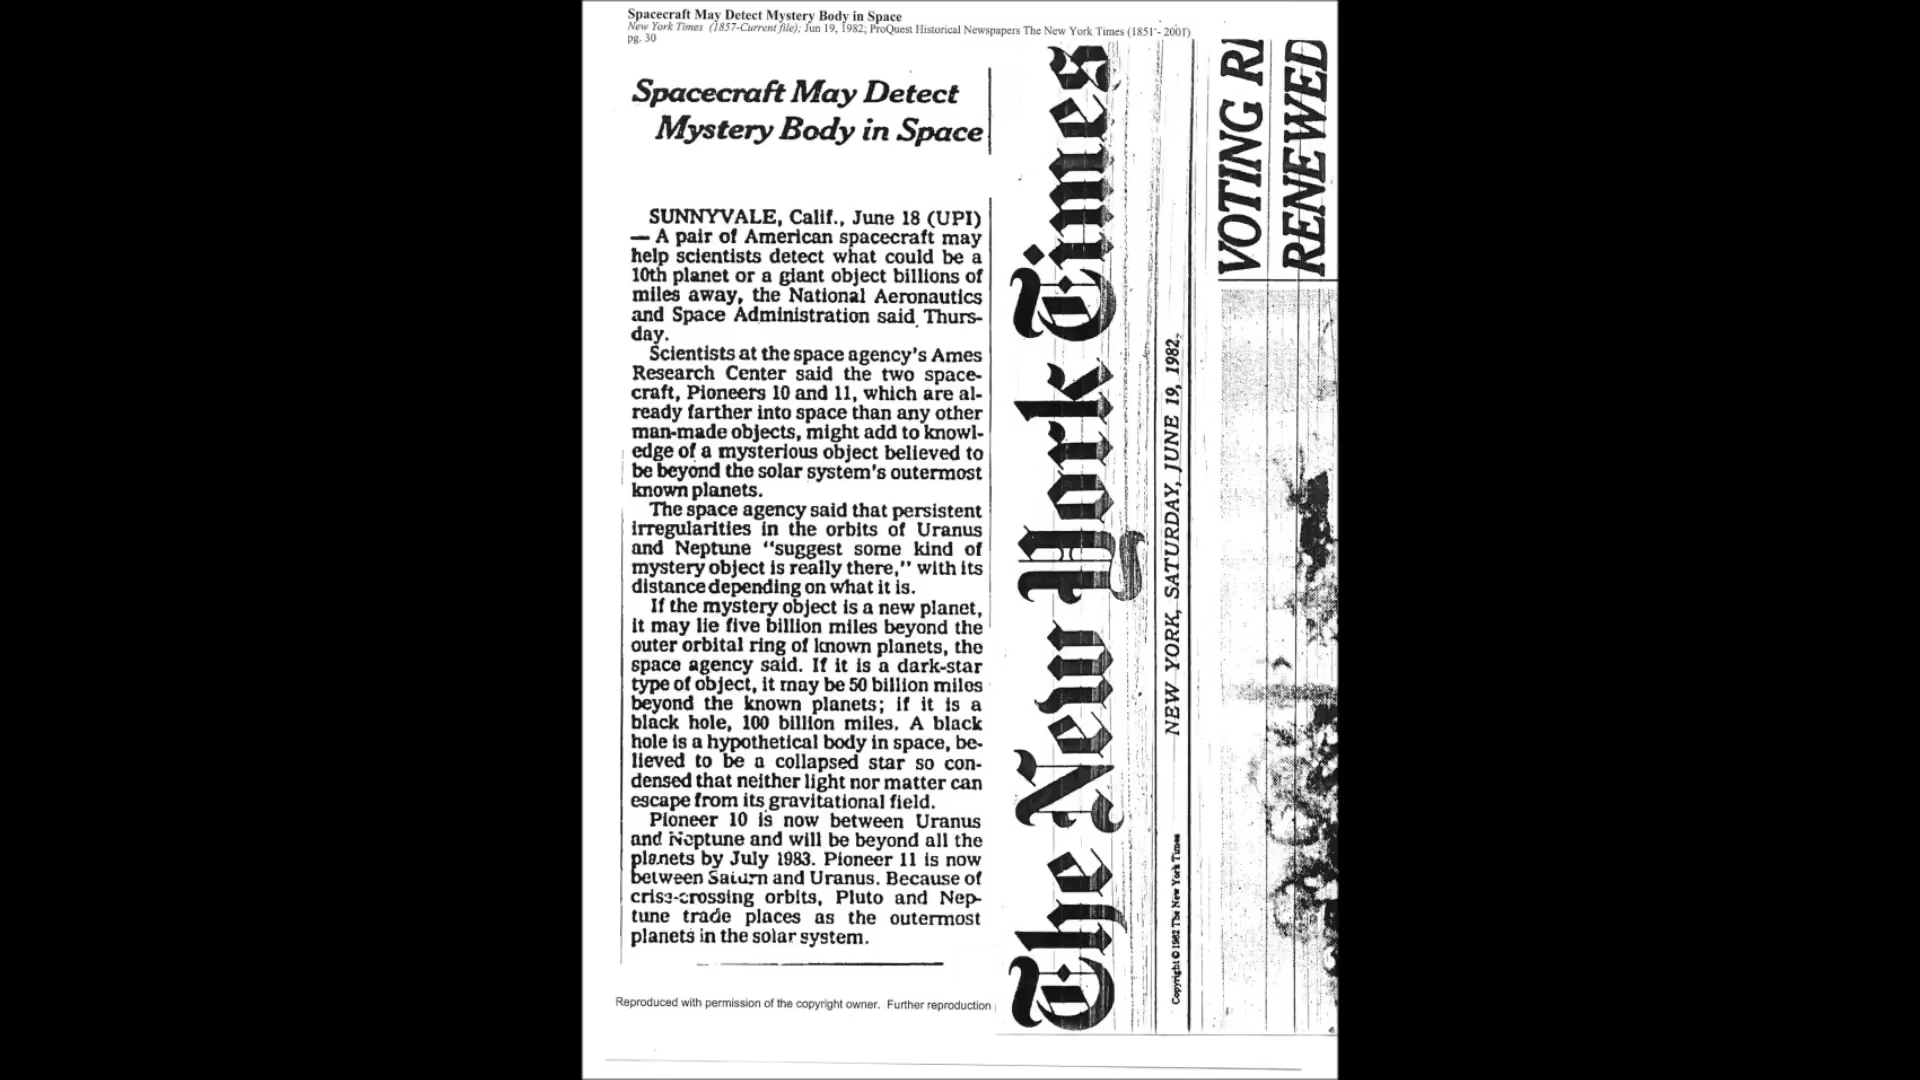 Spacecraft May Detect Mystery Body in Space
New York Times (1857-Current file); Jun 19, 1982; ProQuest Historical Newspapers The New York Times (1851 - 2001)
pg. 30
Spacecraft May Detect
Mystery Body in Space
SUNNYVALE, Calif., June 18 (UPI)
— A pair of American spacecraft may
help scientists detect what could be a
10th planet or a giant object billions of
miles away, the National Aeronautics
and Space Administration said Thurs-
day.
Scientists at the space agency's Ames
Research Center said the two space-
craft, Pioneers 10 and 11, which are al-
ready farther into space than any other
man-made objects, might add to knowl-
edge of a mysterious object believed to
be beyond the solar system's outermost
known planets.
The space agency said that persistent
irregularities in the orbits of Uranus
and Neptune "suggest some kind of
mystery object is really there," with its
distance depending on what it is.
If the mystery object is a new planet,
it may lie five billion miles beyond the
outer orbital ring of known planets, the
space agency said. If it is a dark-star
type of object, it may be 50 billion miles
beyond the known planets; if it is a
black hole, 100 billion miles. A black
hole is a hypothetical body in space, be-
lieved to be a collapsed star so con-
densed that neither light nor matter can
escape from its gravitational field.
Pioneer 10 is now between Uranus
and Neptune and will be beyond all the
planets by July 1983. Pioneer 11 is now
between Saturn and Uranus. Because of
criss-crossing orbits, Pluto and Nep-
tune trade places as the outermost
planets in the solar system.
Reproduced with permission of the copyright owner. Further reproduction
The New York Times
Copyright © 1982 The New York Times
NEW YORK, SATURDAY, JUNE 19, 1982
VOTING RI
RENEWED